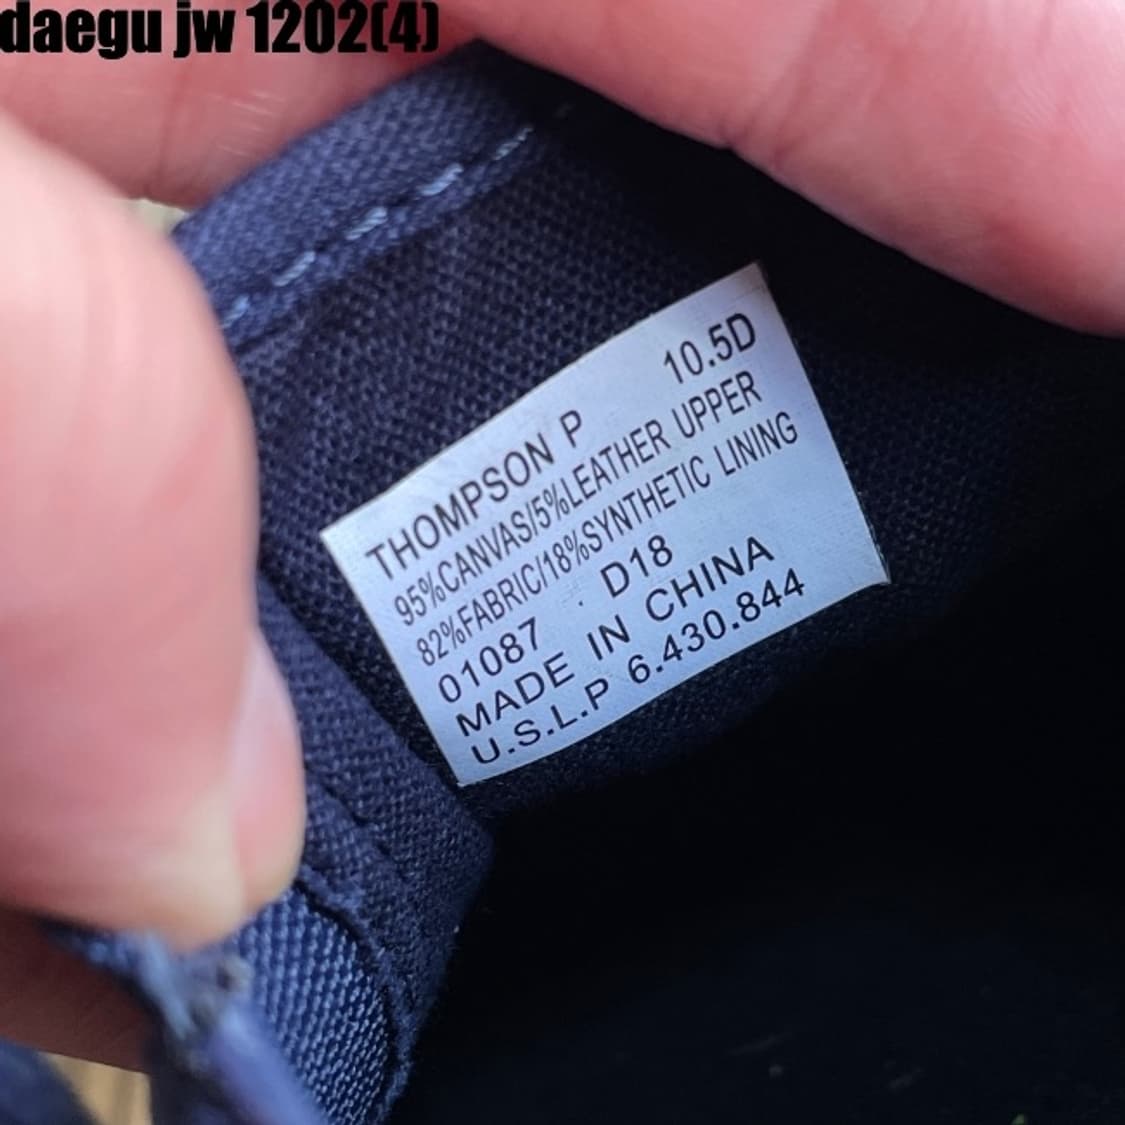 daegu jw 1202(4)
THOMPSON P 10.5D
95%CANVAS/5%LEATHER UPPER
82%FABRIC/18%SYNTHETIC LINING
01087 D18
MADE IN CHINA
U.S.L.P 6.430.844